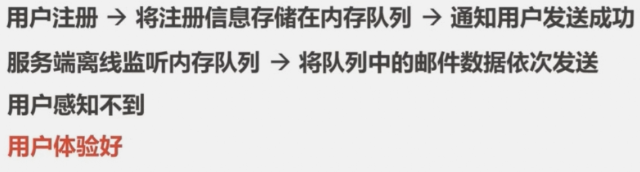 用户注册 → 将注册信息存储在内存队列 → 通知用户发送成功
服务端离线监听内存队列 → 将队列中的邮件数据依次发送
用户感知不到
用户体验好